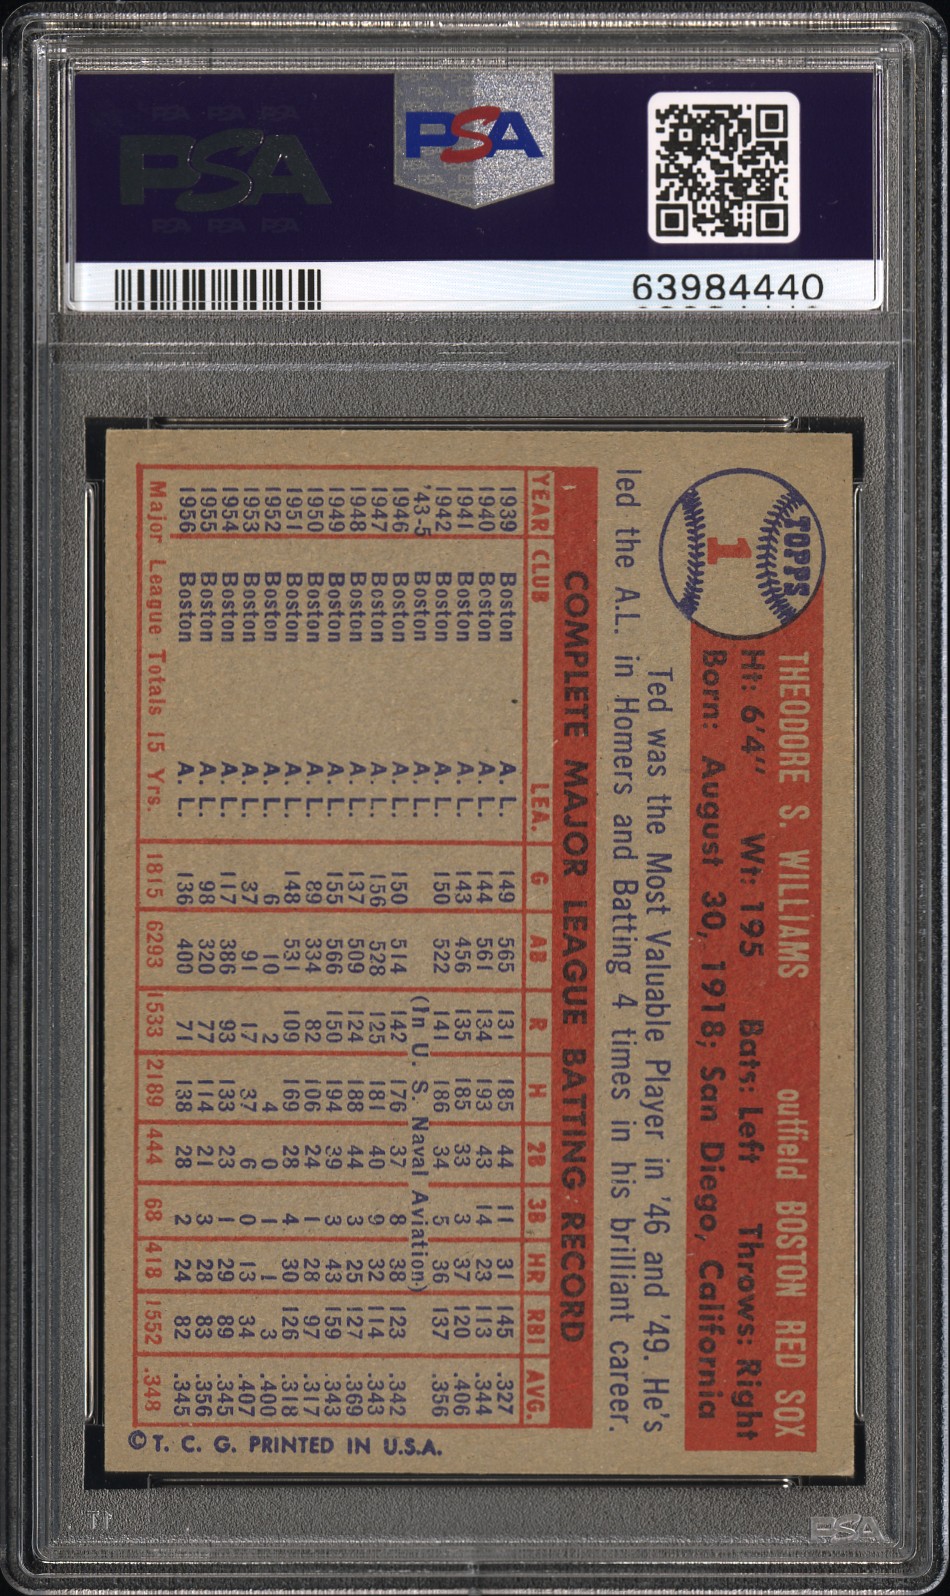 PSA
PSA
63984440
TOPPS
1
THEODORE S. WILLIAMS outfield BOSTON RED SOX
Ht: 6'4" Wt: 195 Bats: Left Throws: Right
Born: August 30, 1918; San Diego, California
Ted was the Most Valuable Player in '46 and '49. He's
led the A.L. in Homers and Batting 4 times in his brilliant career.
COMPLETE MAJOR LEAGUE BATTING RECORD
YEAR CLUB LEA. G AB R H 2B 3B HR RBI AVG.
1939 Boston A. L. 149 565 131 185 44 11 31 145 .327
1940 Boston A. L. 144 561 134 193 43 14 23 113 .344
1941 Boston A. L. 143 456 135 185 33 3 37 120 .406
1942 Boston A. L. 150 522 141 186 34 5 36 137 .356
'43-5 Boston A. L. (In U. S. Naval Aviation)
1946 Boston A. L. 150 514 142 176 37 8 38 123 .342
1947 Boston A. L. 156 528 125 181 40 9 32 114 .343
1948 Boston A. L. 137 509 124 188 44 3 25 127 .369
1949 Boston A. L. 155 566 150 194 39 3 43 159 .343
1950 Boston A. L. 89 334 82 106 24 1 28 97 .317
1951 Boston A. L. 148 531 109 169 28 4 30 126 .318
1952 Boston A. L. 6 10 2 4 0 1 1 3 .400
1953 Boston A. L. 37 91 17 37 6 0 13 34 .407
1954 Boston A. L. 117 386 93 133 23 1 29 89 .345
1955 Boston A. L. 98 320 77 114 21 3 28 83 .356
1956 Boston A. L. 136 400 71 138 28 2 24 82 .345
Major League Totals 15 Yrs. 1815 6293 1533 2189 444 68 418 1552 .348
© T. C. G. PRINTED IN U.S.A.
PSA